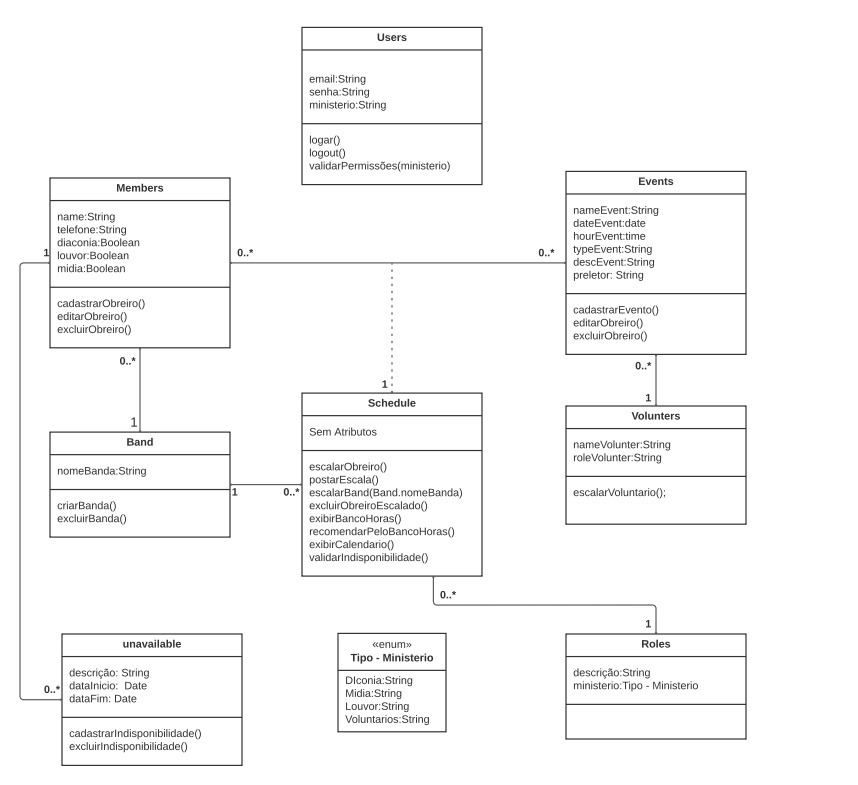 Users
email:String
senha:String
ministerio:String
logar()
logout()
validarPermissões(ministerio)
Members
name:String
telefone:String
diaconia:Boolean
louvor:Boolean
midia:Boolean
cadastrarObreiro()
editarObreiro()
excluirObreiro()
Events
nameEvent:String
dateEvent:date
hourEvent:time
typeEvent:String
descEvent:String
preletor: String
cadastrarEvento()
editarObreiro()
excluirObreiro()
1
0..*
0..*
0..*
1
1
0..*
1
Band
nomeBanda:String
criarBanda()
excluirBanda()
1
0..*
Schedule
Sem Atributos
escalarObreiro()
postarEscala()
escalarBand(Band.nomeBanda)
excluirObreiroEscalado()
exibirBancoHoras()
recomendarPeloBancoHoras()
exibirCalendario()
validarIndisponibilidade()
Volunters
nameVolunter:String
roleVolunter:String
escalarVoluntario();
0..*
1
0..*
unavailable
descrição: String
dataInicio:  Date
dataFim: Date
cadastrarIndisponibilidade()
excluirIndisponibilidade()
«enum»
Tipo - Ministerio
DIconia:String
Midia:String
Louvor:String
Voluntarios:String
Roles
descrição:String
ministerio:Tipo - Ministerio